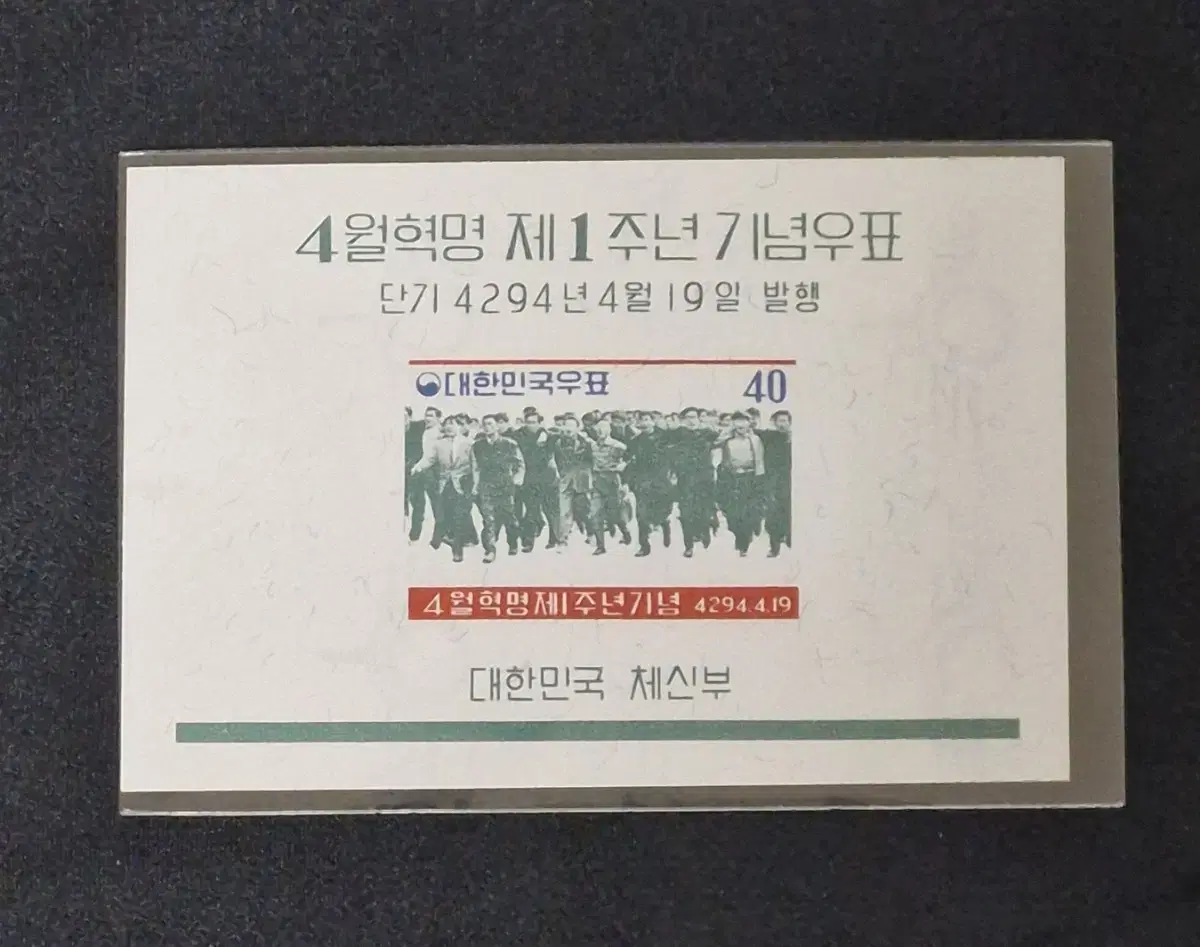 4월혁명 제1주년기념우표
단기4294년4월19일 발행
대한민국우표 40
4월혁명제1주년기념 4294.4.19
대한민국 체신부